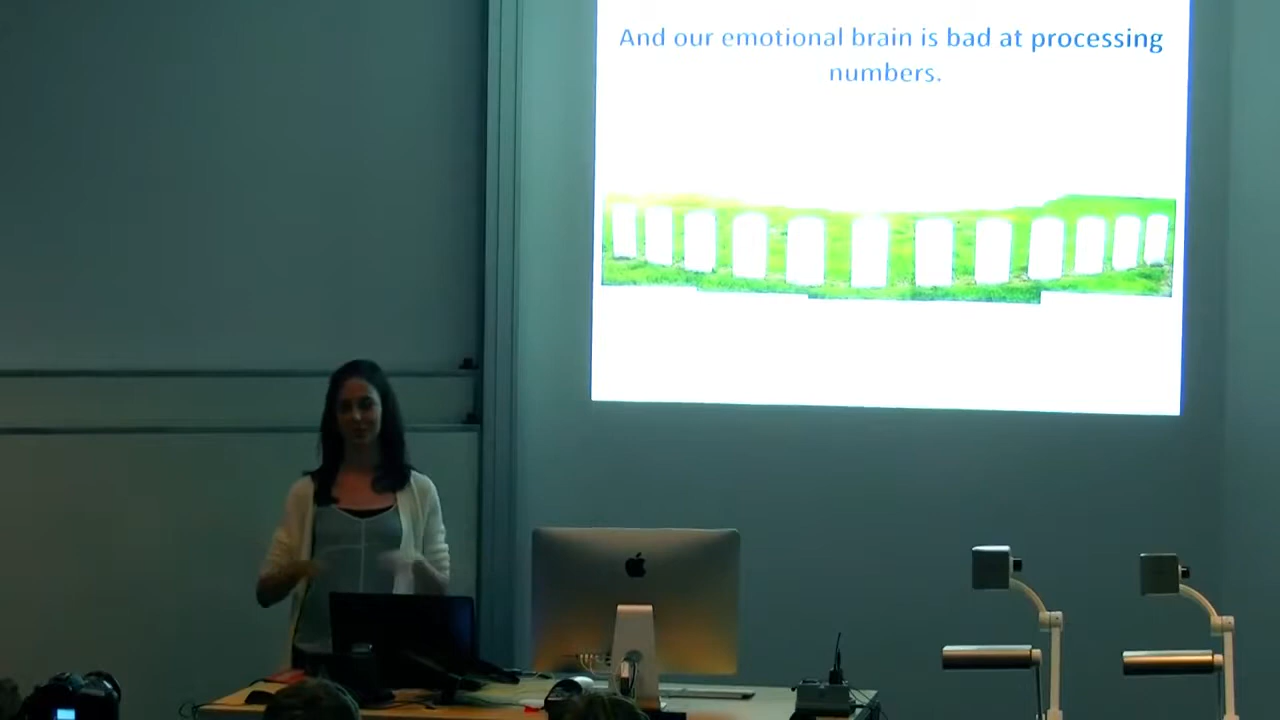 And our emotional brain is bad at processing
numbers.